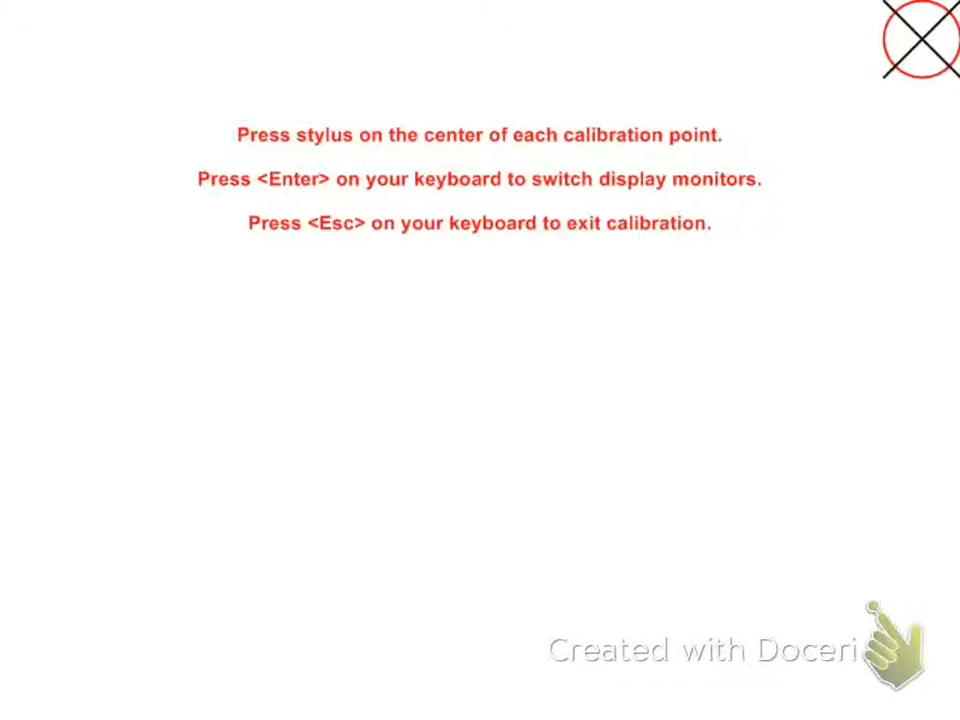 Press stylus on the center of each calibration point.
Press <Enter> on your keyboard to switch display monitors.
Press <Esc> on your keyboard to exit calibration.
Created with Doceri